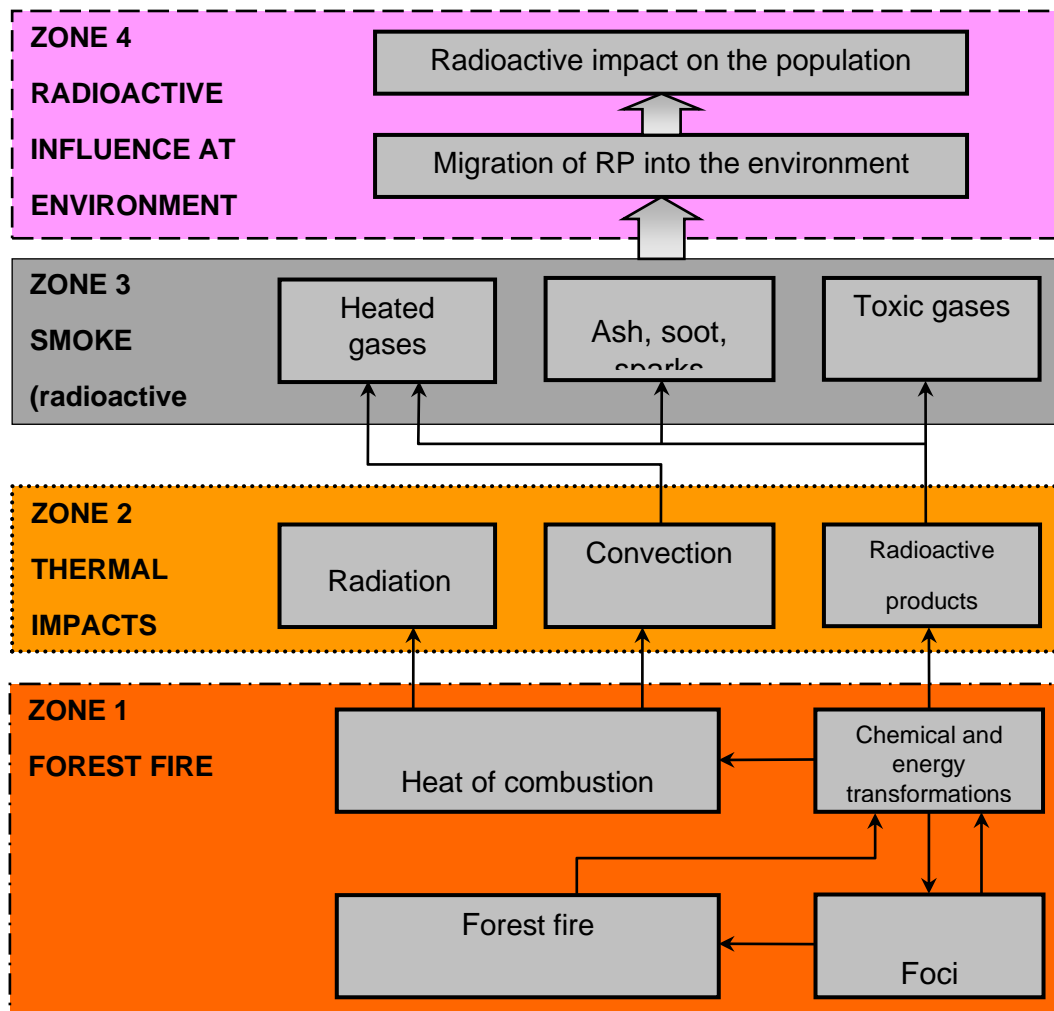 ZONE 4
RADIOACTIVE
INFLUENCE AT
ENVIRONMENT
Radioactive impact on the population
Migration of RP into the environment
ZONE 3
SMOKE
(radioactive
Heated
gases
Ash, soot,
sparks
Toxic gases
ZONE 2
THERMAL
IMPACTS
Radiation
Convection
Radioactive
products
ZONE 1
FOREST FIRE
Heat of combustion
Chemical and
energy
transformations
Forest fire
Foci